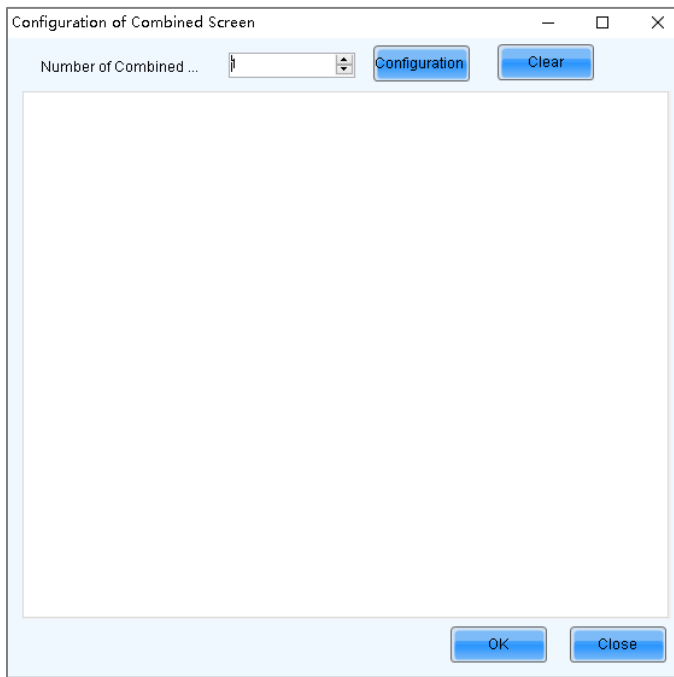 Configuration of Combined Screen
Number of Combined ...
1
Configuration
Clear
OK
Close